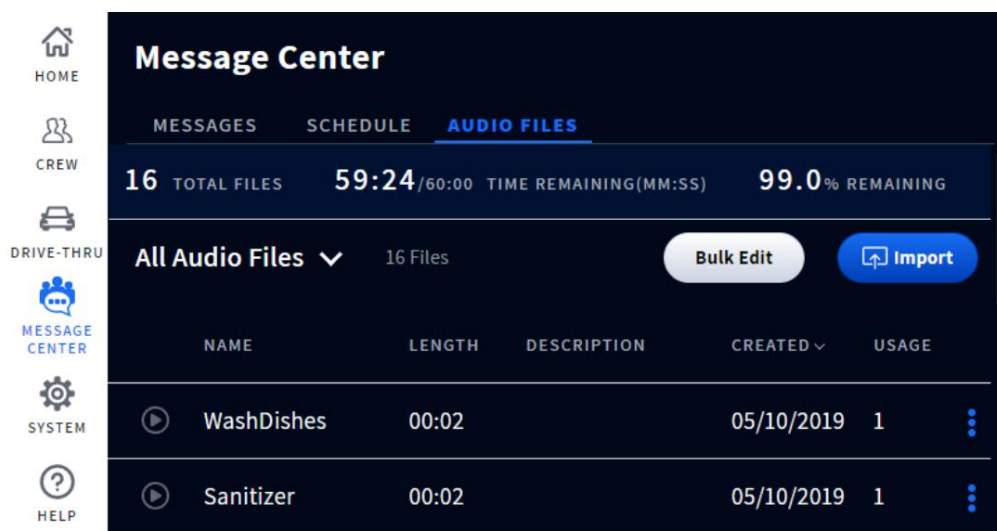 HOME
CREW
DRIVE-THRU
MESSAGE
CENTER
SYSTEM
HELP
Message Center
MESSAGES SCHEDULE AUDIO FILES
16 TOTAL FILES 59:24/60:00 TIME REMAINING(MM:SS) 99.0% REMAINING
All Audio Files 16 Files Bulk Edit Import
NAME LENGTH DESCRIPTION CREATED USAGE
WashDishes 00:02 05/10/2019 1
Sanitizer 00:02 05/10/2019 1